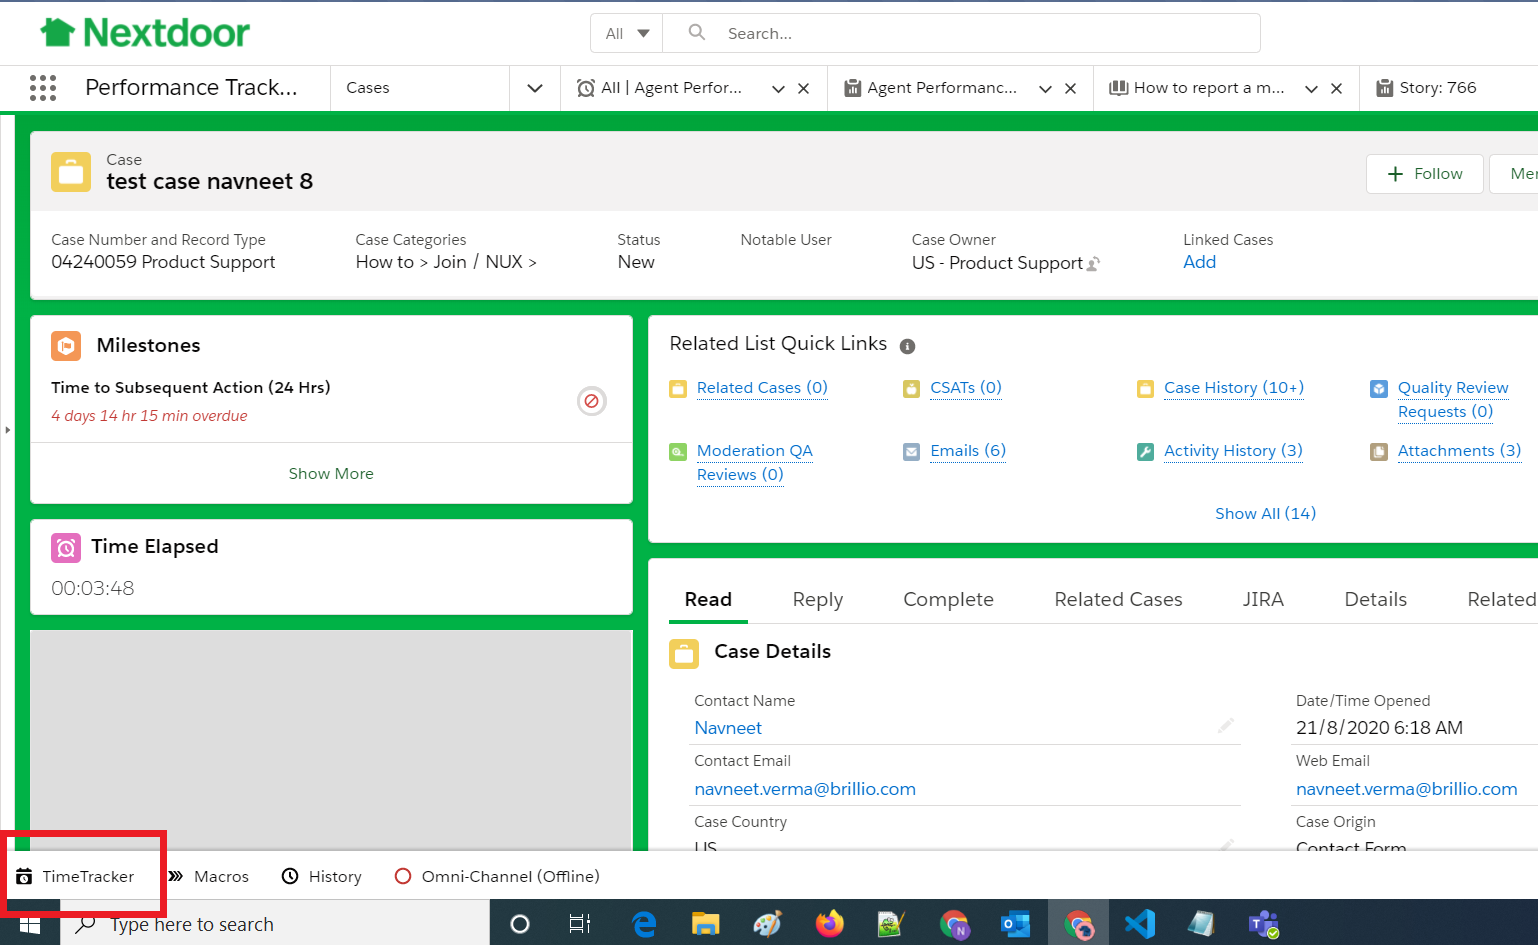 Nextdoor
All
Search...
Performance Track...
Cases
All | Agent Perfor...
Agent Performanc...
How to report a m...
Story: 766
Case
test case navneet 8
Follow
Mer
Case Number and Record Type
04240059 Product Support
Case Categories
How to > Join / NUX >
Status
New
Notable User
Case Owner
US - Product Support
Linked Cases
Add
Milestones
Time to Subsequent Action (24 Hrs)
4 days 14 hr 15 min overdue
Show More
Time Elapsed
00:03:48
Related List Quick Links
Related Cases (0)
CSATs (0)
Case History (10+)
Quality Review
Requests (0)
Moderation QA
Reviews (0)
Emails (6)
Activity History (3)
Attachments (3)
Show All (14)
Read
Reply
Complete
Related Cases
JIRA
Details
Related
Case Details
Contact Name
Navneet
Date/Time Opened
21/8/2020 6:18 AM
Contact Email
navneet.verma@brillio.com
Web Email
navneet.verma@brillio.com
Case Country
US
Case Origin
Contact Form
TimeTracker
Macros
History
Omni-Channel (Offline)
Type here to search